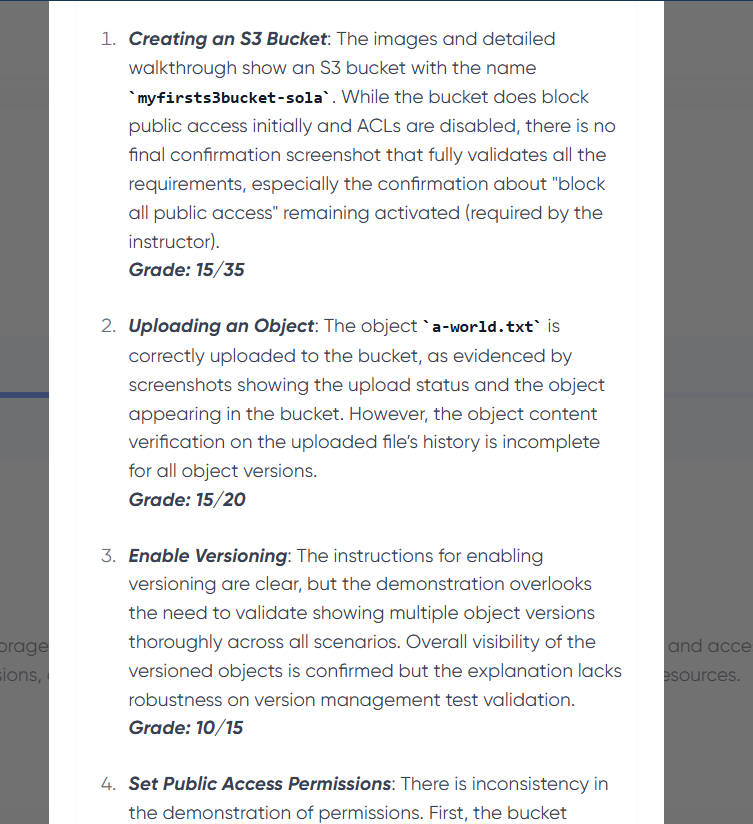 1. Creating an S3 Bucket: The images and detailed
walkthrough show an S3 bucket with the name
`myfirsts3bucket-sola`. While the bucket does block
public access initially and ACLs are disabled, there is no
final confirmation screenshot that fully validates all the
requirements, especially the confirmation about "block
all public access" remaining activated (required by the
instructor).
Grade: 15/35
2. Uploading an Object: The object `a-world.txt` is
correctly uploaded to the bucket, as evidenced by
screenshots showing the upload status and the object
appearing in the bucket. However, the object content
verification on the uploaded file's history is incomplete
for all object versions.
Grade: 15/20
3. Enable Versioning: The instructions for enabling
versioning are clear, but the demonstration overlooks
the need to validate showing multiple object versions
thoroughly across all scenarios. Overall visibility of the
versioned objects is confirmed but the explanation lacks
robustness on version management test validation.
Grade: 10/15
4. Set Public Access Permissions: There is inconsistency in
the demonstration of permissions. First, the bucket
and acce
esources.